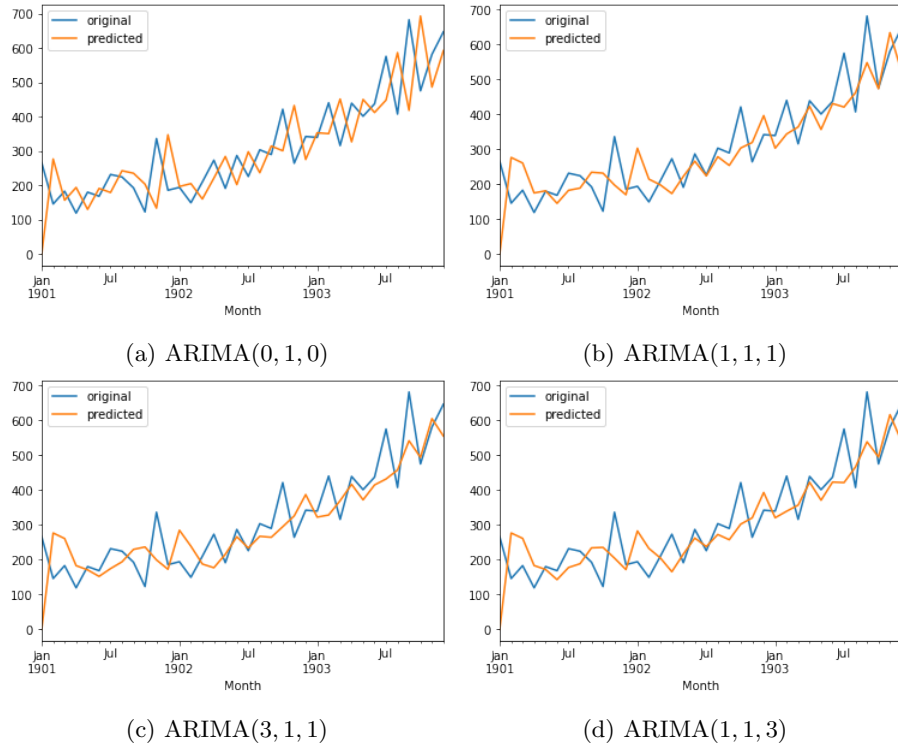 original
predicted
700
600
500
400
300
200
100
0
Jan
1901
Jul
Jan
1902
Jul
Jan
1903
Jul
Month
(a) ARIMA(0, 1, 0)
original
predicted
700
600
500
400
300
200
100
0
Jan
1901
Jul
Jan
1902
Jul
Jan
1903
Jul
Month
(b) ARIMA(1, 1, 1)
original
predicted
700
600
500
400
300
200
100
0
Jan
1901
Jul
Jan
1902
Jul
Jan
1903
Jul
Month
(c) ARIMA(3, 1, 1)
original
predicted
700
600
500
400
300
200
100
0
Jan
1901
Jul
Jan
1902
Jul
Jan
1903
Jul
Month
(d) ARIMA(1, 1, 3)